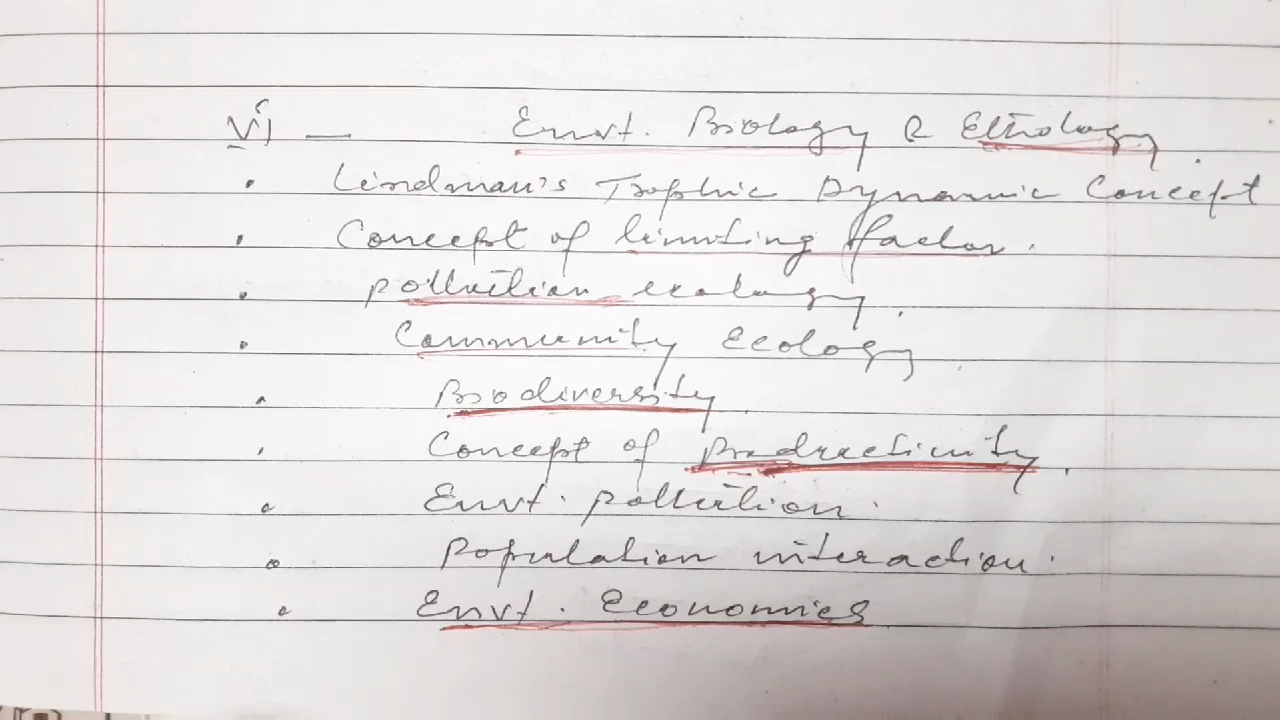 VI — Envt. Biology & Ethology.
• Lindman's Trophic Dynamic Concept
• Concept of limiting factor.
• pollution ecology.
• Community Ecology.
• Biodiversity.
• Concept of Productivity.
• Envt. pollution.
• Population interaction.
• Envt. Economics